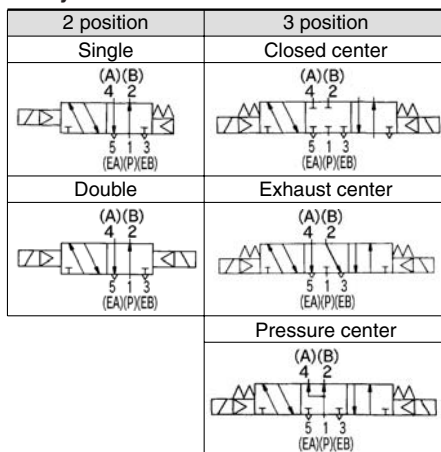 2 position
3 position
Single
Closed center
(A)(B)
4 2
5 1 3
(EA)(P)(EB)
(A)(B)
4 2
5 1 3
(EA)(P)(EB)
Double
Exhaust center
(A)(B)
4 2
5 1 3
(EA)(P)(EB)
(A)(B)
4 2
5 1 3
(EA)(P)(EB)
Pressure center
(A)(B)
4 2
5 1 3
(EA)(P)(EB)